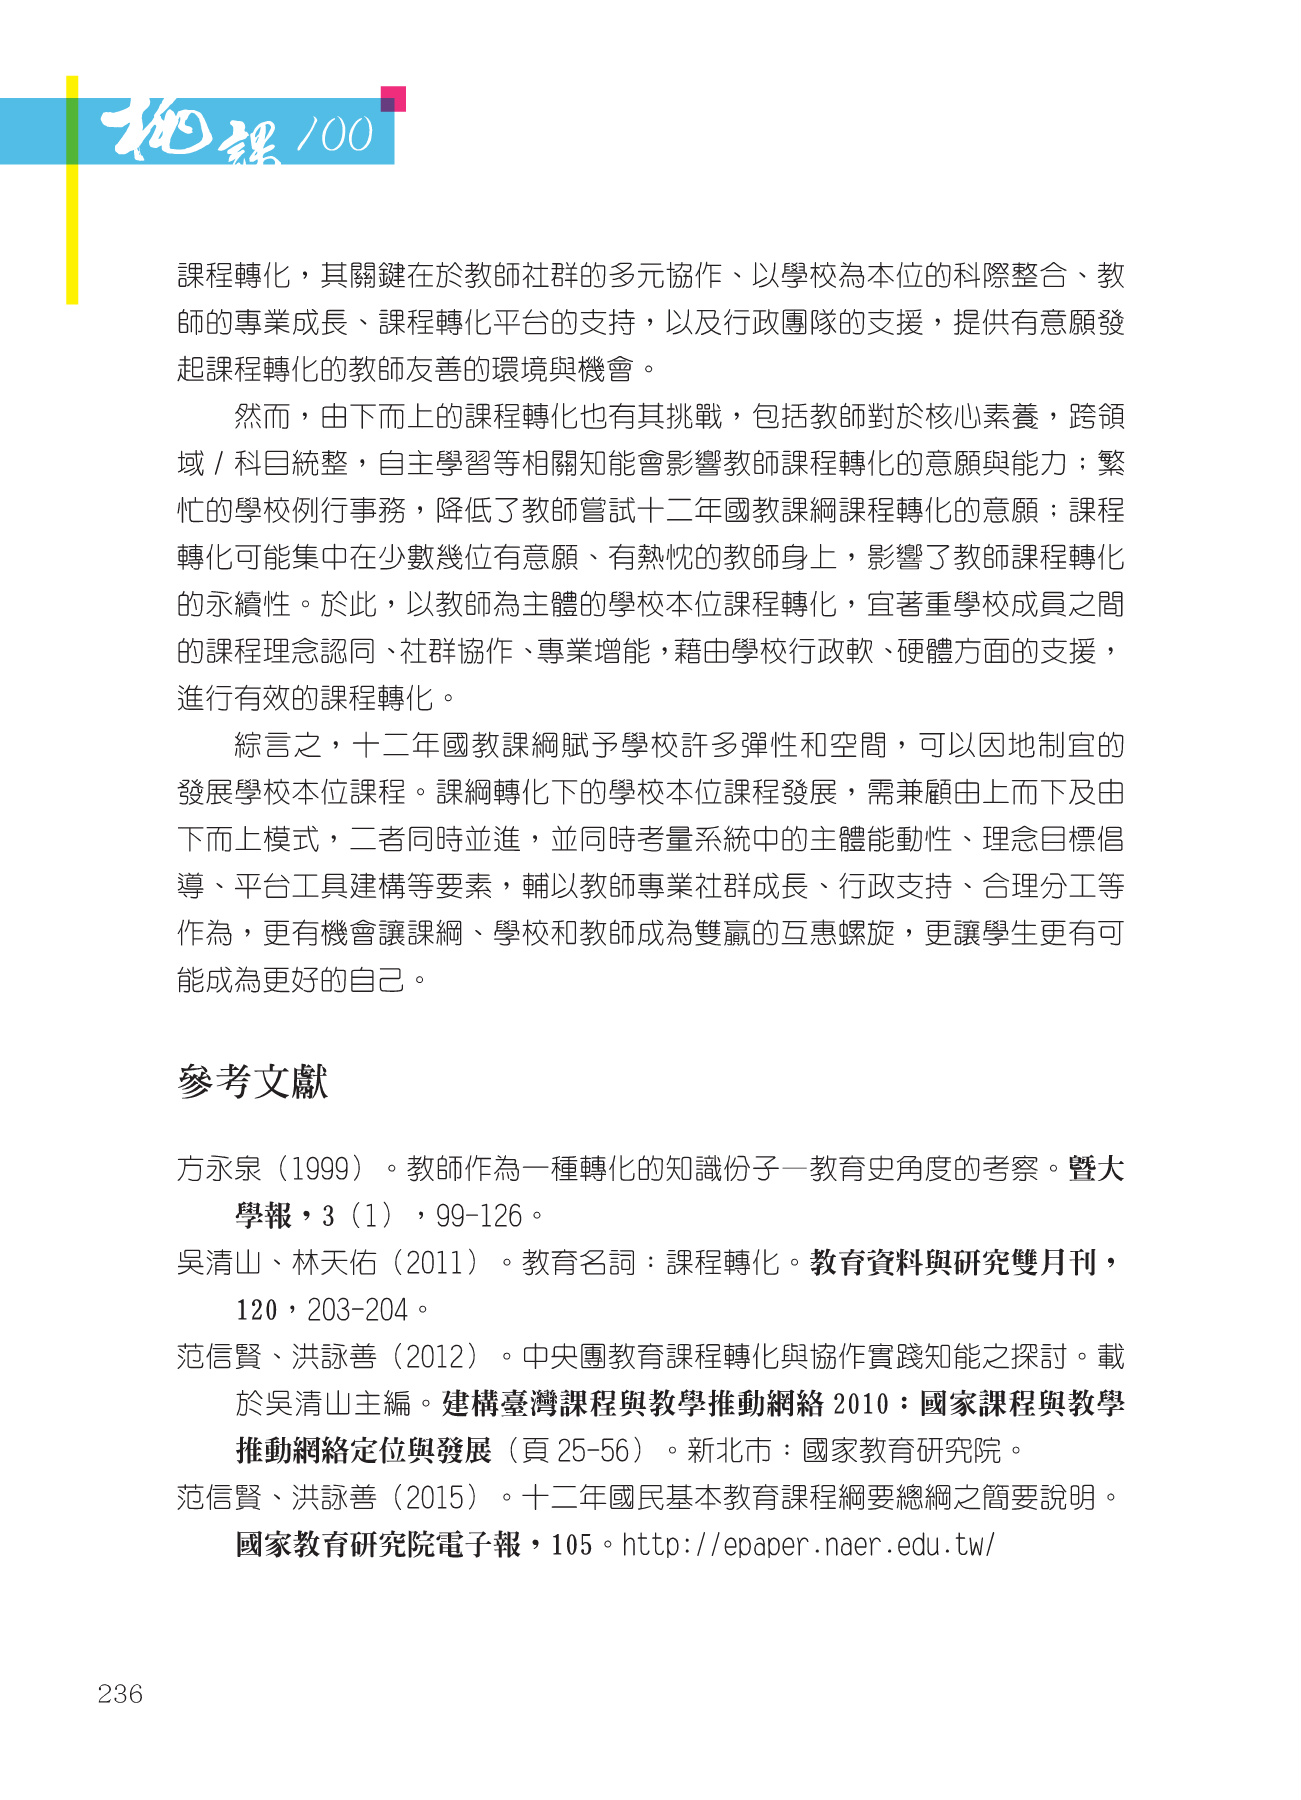 桃課100
課程轉化，其關鍵在於教師社群的多元協作、以學校為本位的科際整合、教
師的專業成長、課程轉化平台的支持，以及行政團隊的支援，提供有意願發
起課程轉化的教師友善的環境與機會。
然而，由下而上的課程轉化也有其挑戰，包括教師對於核心素養，跨領
域 / 科目統整，自主學習等相關知能會影響教師課程轉化的意願與能力；繁
忙的學校例行事務，降低了教師嘗試十二年國教課綱課程轉化的意願；課程
轉化可能集中在少數幾位有意願、有熱忱的教師身上，影響了教師課程轉化
的永續性。於此，以教師為主體的學校本位課程轉化，宜著重學校成員之間
的課程理念認同、社群協作、專業增能，藉由學校行政軟、硬體方面的支援，
進行有效的課程轉化。
綜言之，十二年國教課綱賦予學校許多彈性和空間，可以因地制宜的
發展學校本位課程。課綱轉化下的學校本位課程發展，需兼顧由上而下及由
下而上模式，二者同時並進，並同時考量系統中的主體能動性、理念目標倡
導、平台工具建構等要素，輔以教師專業社群成長、行政支持、合理分工等
作為，更有機會讓課綱、學校和教師成為雙贏的互惠螺旋，更讓學生更有可
能成為更好的自己。
參考文獻
方永泉（1999）。教師作為一種轉化的知識份子—教育史角度的考察。暨大
學報，3（1），99-126。
吳清山、林天佑（2011）。教育名詞：課程轉化。教育資料與研究雙月刊，
120，203-204。
范信賢、洪詠善（2012）。中央團教育課程轉化與協作實踐知能之探討。載
於吳清山主編。建構臺灣課程與教學推動網絡 2010：國家課程與教學
推動網絡定位與發展（頁 25-56）。新北市：國家教育研究院。
范信賢、洪詠善（2015）。十二年國民基本教育課程綱要總綱之簡要說明。
國家教育研究院電子報，105。http://epaper.naer.edu.tw/
236